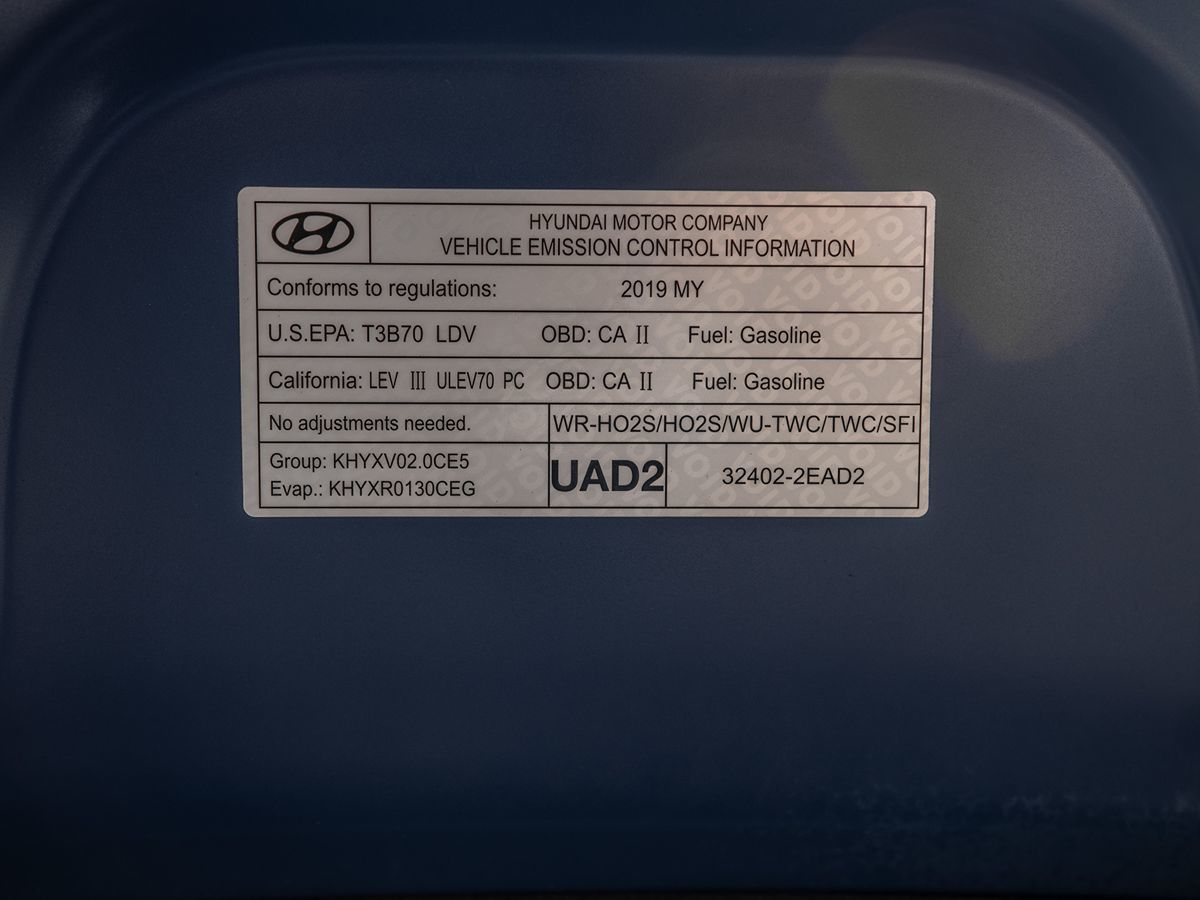 HYUNDAI MOTOR COMPANY
VEHICLE EMISSION CONTROL INFORMATION
Conforms to regulations: 2019 MY
U.S.EPA: T3B70 LDV OBD: CA II Fuel: Gasoline
California: LEV III ULEV70 PC OBD: CA II Fuel: Gasoline
No adjustments needed. WR-HO2S/HO2S/WU-TWC/TWC/SFI
Group: KHYXV02.0CE5
Evap.: KHYXR0130CEG
UAD2 32402-2EAD2